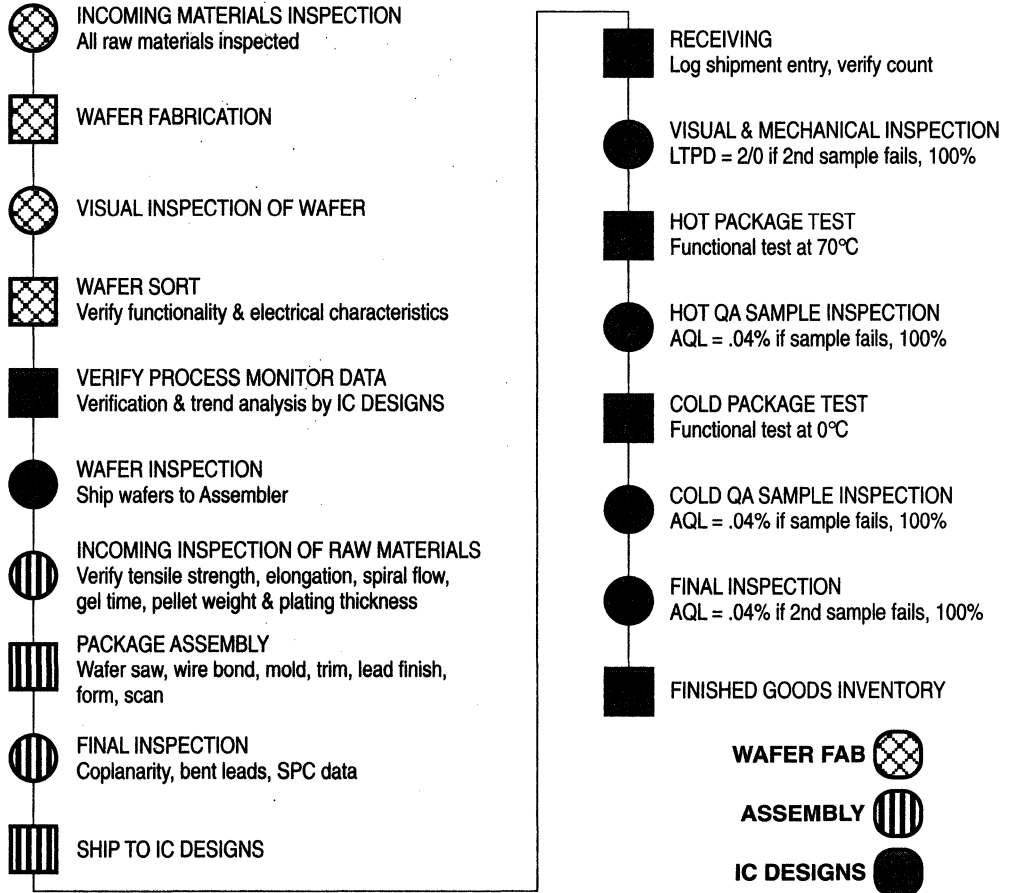 INCOMING MATERIALS INSPECTION
All raw materials inspected
WAFER FABRICATION
VISUAL INSPECTION OF WAFER
WAFER SORT
Verify functionality & electrical characteristics
VERIFY PROCESS MONITOR DATA
Verification & trend analysis by IC DESIGNS
WAFER INSPECTION
Ship wafers to Assembler
INCOMING INSPECTION OF RAW MATERIALS
Verify tensile strength, elongation, spiral flow,
gel time, pellet weight & plating thickness
PACKAGE ASSEMBLY
Wafer saw, wire bond, mold, trim, lead finish,
form, scan
FINAL INSPECTION
Coplanarity, bent leads, SPC data
SHIP TO IC DESIGNS
RECEIVING
Log shipment entry, verify count
VISUAL & MECHANICAL INSPECTION
LTPD = 2/0 if 2nd sample fails, 100%
HOT PACKAGE TEST
Functional test at 70°C
HOT QA SAMPLE INSPECTION
AQL = .04% if sample fails, 100%
COLD PACKAGE TEST
Functional test at 0°C
COLD QA SAMPLE INSPECTION
AQL = .04% if sample fails, 100%
FINAL INSPECTION
AQL = .04% if 2nd sample fails, 100%
FINISHED GOODS INVENTORY
WAFER FAB
ASSEMBLY
IC DESIGNS